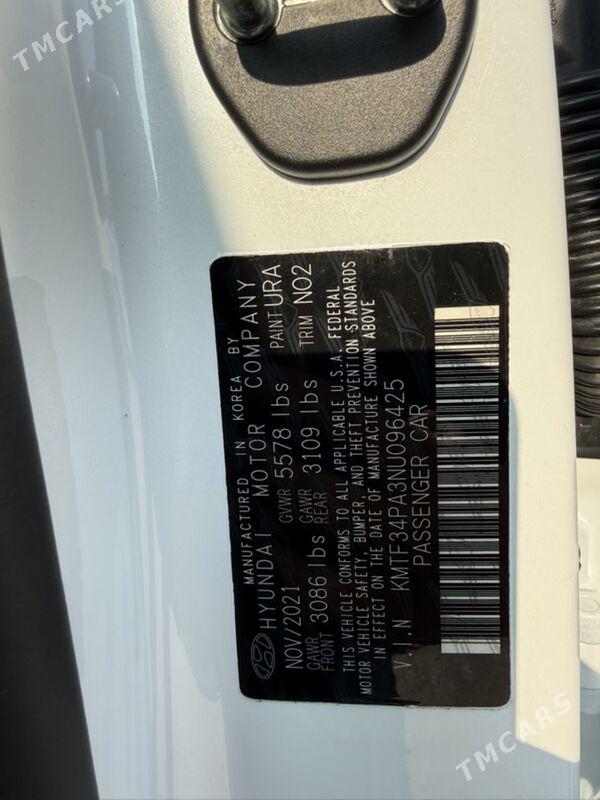 TMCARS
MANUFACTURED IN KOREA BY
HYUNDAI MOTOR COMPANY
NOV/2021 GVWR 5578 lbs PAINT URA
GAWR FRONT 3086 lbs GAWR REAR 3109 lbs TRIM NO2
THIS VEHICLE CONFORMS TO ALL APPLICABLE U.S.A. FEDERAL
MOTOR VEHICLE SAFETY, BUMPER, AND THEFT PREVENTION STANDARDS
IN EFFECT ON THE DATE OF MANUFACTURE SHOWN ABOVE
V.I.N KMTF34PA3NU096425
PASSENGER CAR
TMCARS